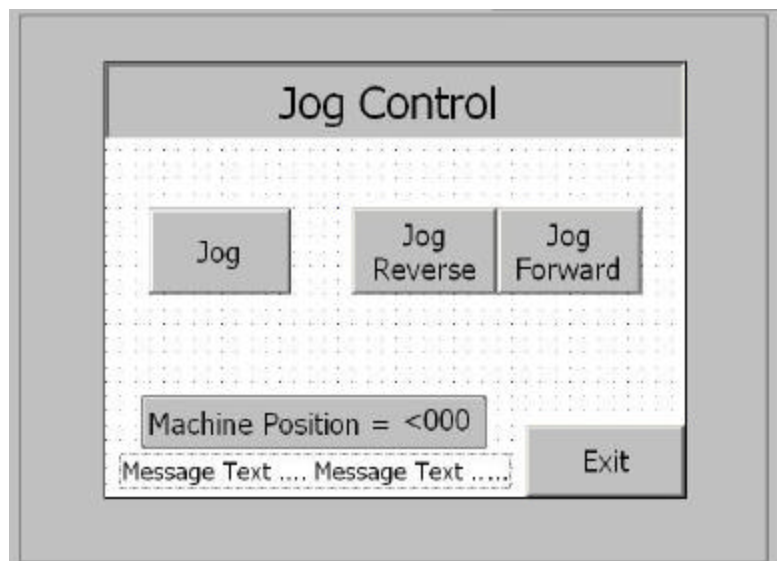 Jog Control
Jog
Jog
Reverse
Jog
Forward
Machine Position = <000
Message Text .... Message Text .....
Exit